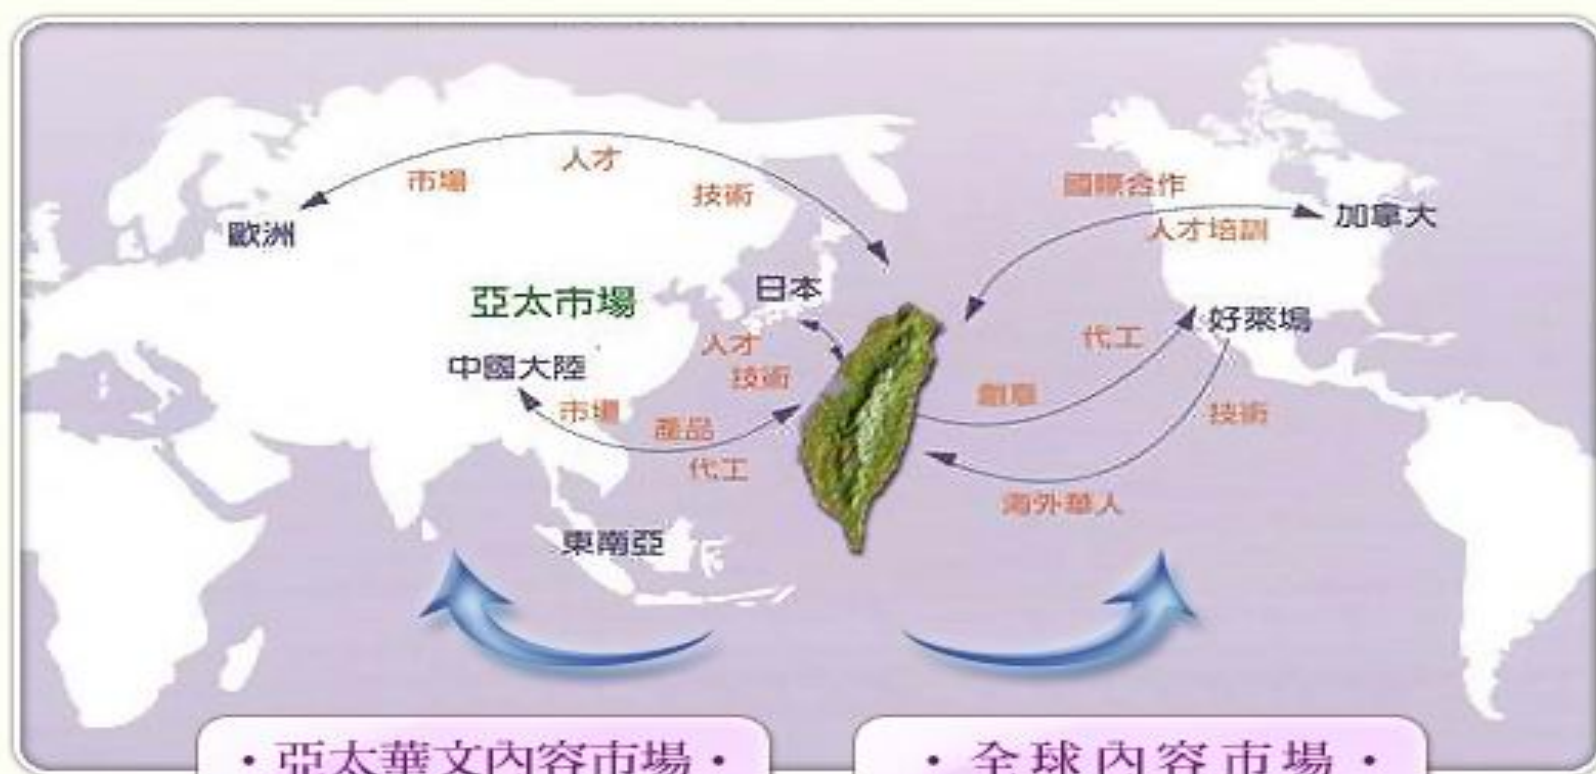 市場
人才
技術
歐洲
國際合作
人才培訓
加拿大
亞太市場
日本
中國大陸
人才
技術
市場
產品
代工
代工
好萊塢
創意
技術
海外華人
東南亞
・亞太華文內容市場・
・全球內容市場・